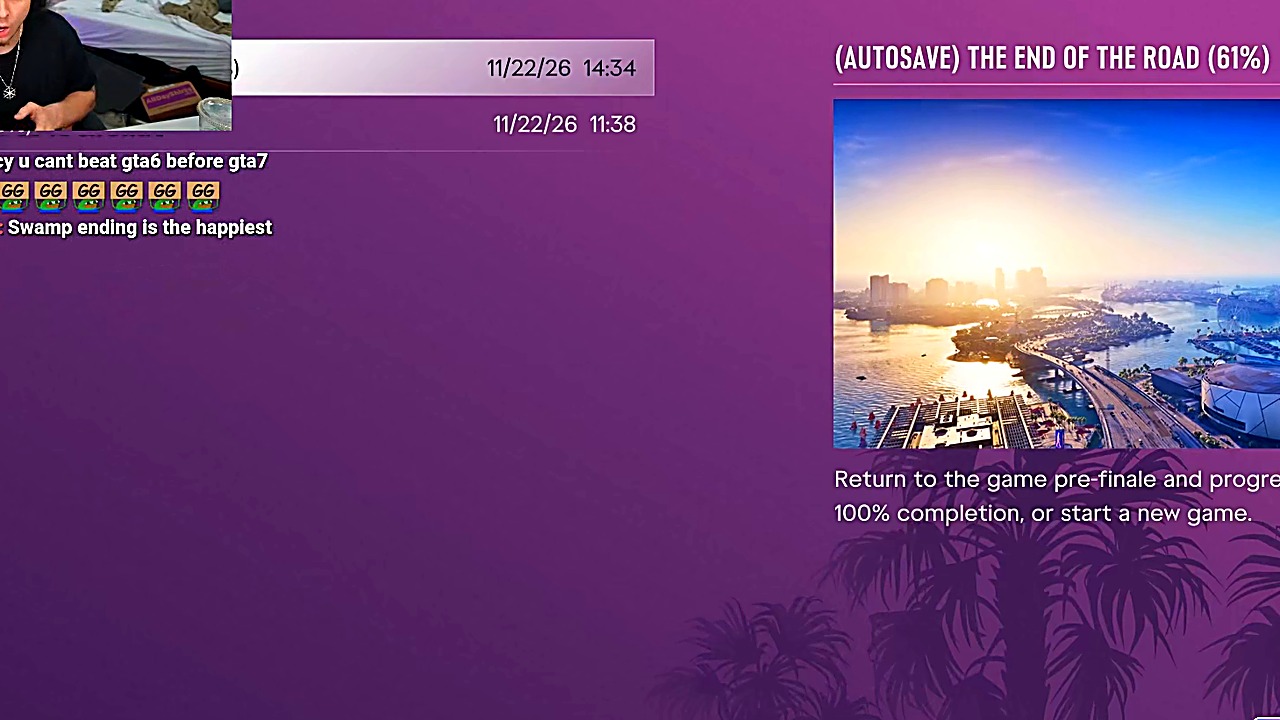 11/22/26 14:34
11/22/26 11:38
u cant beat gta6 before gta7
GG GG GG GG GG GG
: Swamp ending is the happiest
(AUTOSAVE) THE END OF THE ROAD (61%)
Return to the game pre-finale and progre
100% completion, or start a new game.